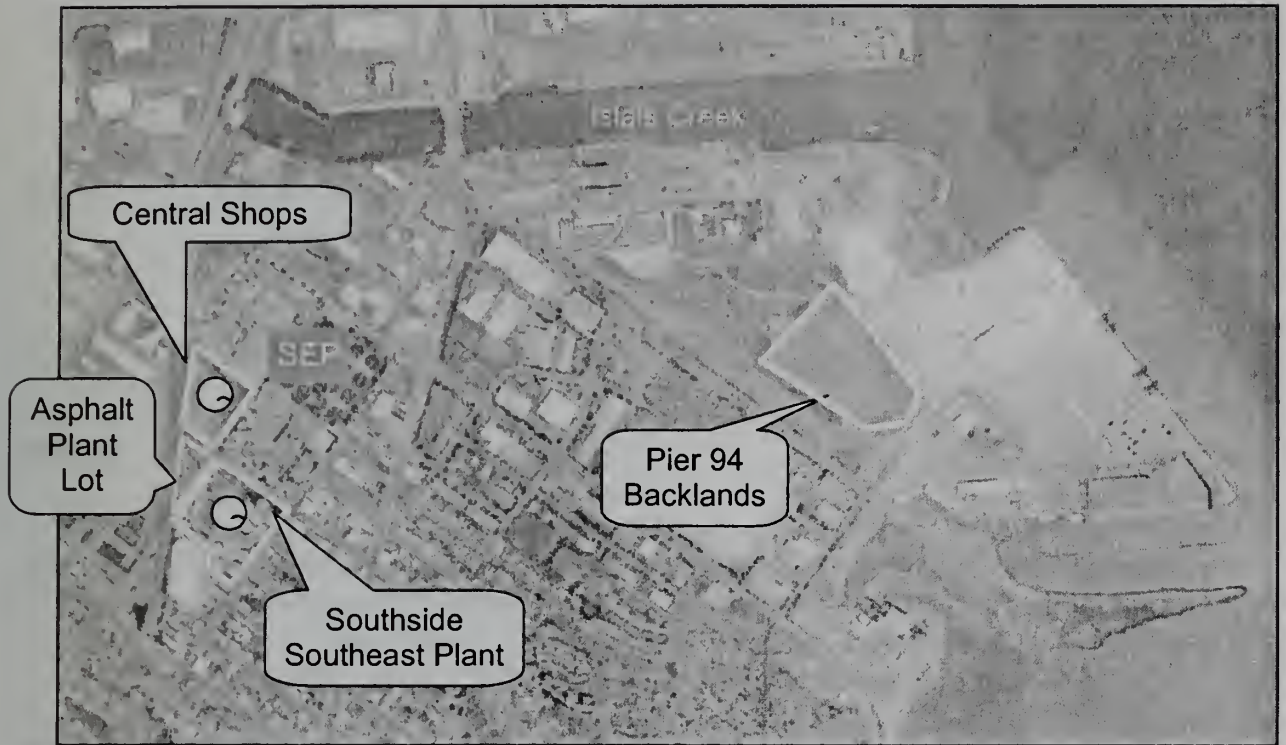 Islais Creek
Central Shops
SEP
Asphalt
Plant
Lot
Pier 94
Backlands
Southside
Southeast Plant